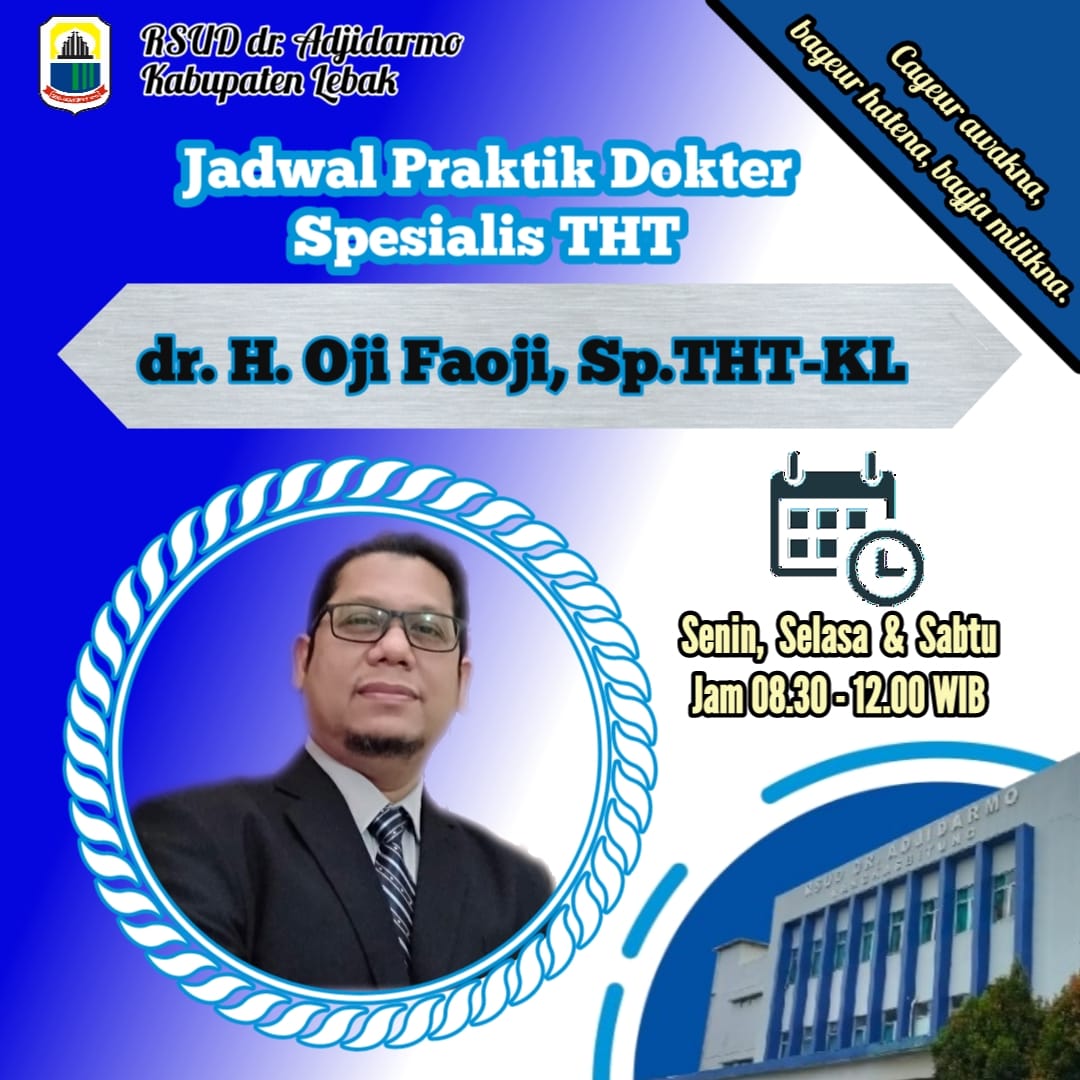 RSUD dr. Adjidarmo
Kabupaten Lebak
Cageur awakna,
bageur hatena, bagja milikna.
Jadwal Praktik Dokter
Spesialis THT
dr. H. Oji Faoji, Sp.THT-KL
Senin, Selasa & Sabtu
Jam 08.30 - 12.00 WIB
RSUD DR. ADJIDARMO
RANGKASBITUNG